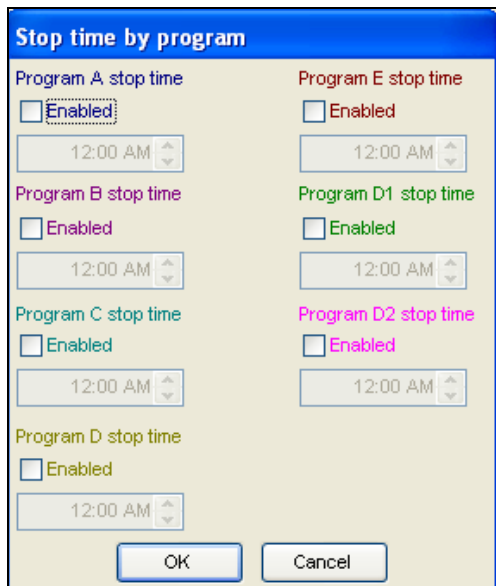 Stop time by program
Program A stop time
Enabled
12:00 AM
Program B stop time
Enabled
12:00 AM
Program C stop time
Enabled
12:00 AM
Program D stop time
Enabled
12:00 AM
Program E stop time
Enabled
12:00 AM
Program D1 stop time
Enabled
12:00 AM
Program D2 stop time
Enabled
12:00 AM
OK
Cancel